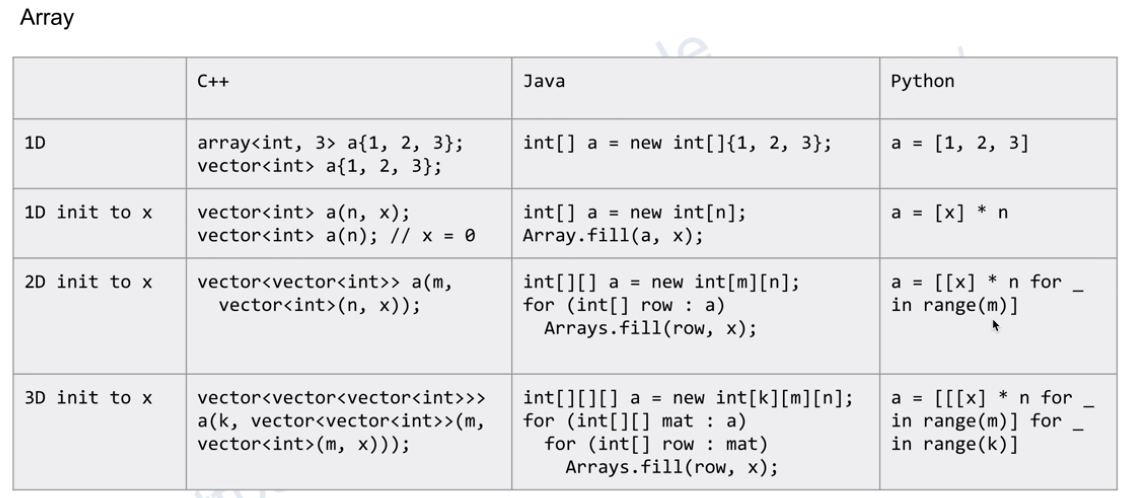 Array
C++ Java Python
1D
array<int, 3> a{1, 2, 3};
vector<int> a{1, 2, 3};
int[] a = new int[]{1, 2, 3};
a = [1, 2, 3]
1D init to x
vector<int> a(n, x);
vector<int> a(n); // x = 0
int[] a = new int[n];
Array.fill(a, x);
a = [x] * n
2D init to x
vector<vector<int>> a(m,
vector<int>(n, x));
int[][] a = new int[m][n];
for (int[] row : a)
Arrays.fill(row, x);
a = [[x] * n for _
in range(m)]
3D init to x
vector<vector<vector<int>>>
a(k, vector<vector<int>>(m,
vector<int>(m, x)));
int[][][] a = new int[k][m][n];
for (int[][] mat : a)
for (int[] row : mat)
Arrays.fill(row, x);
a = [[[x] * n for _
in range(m)] for _
in range(k)]